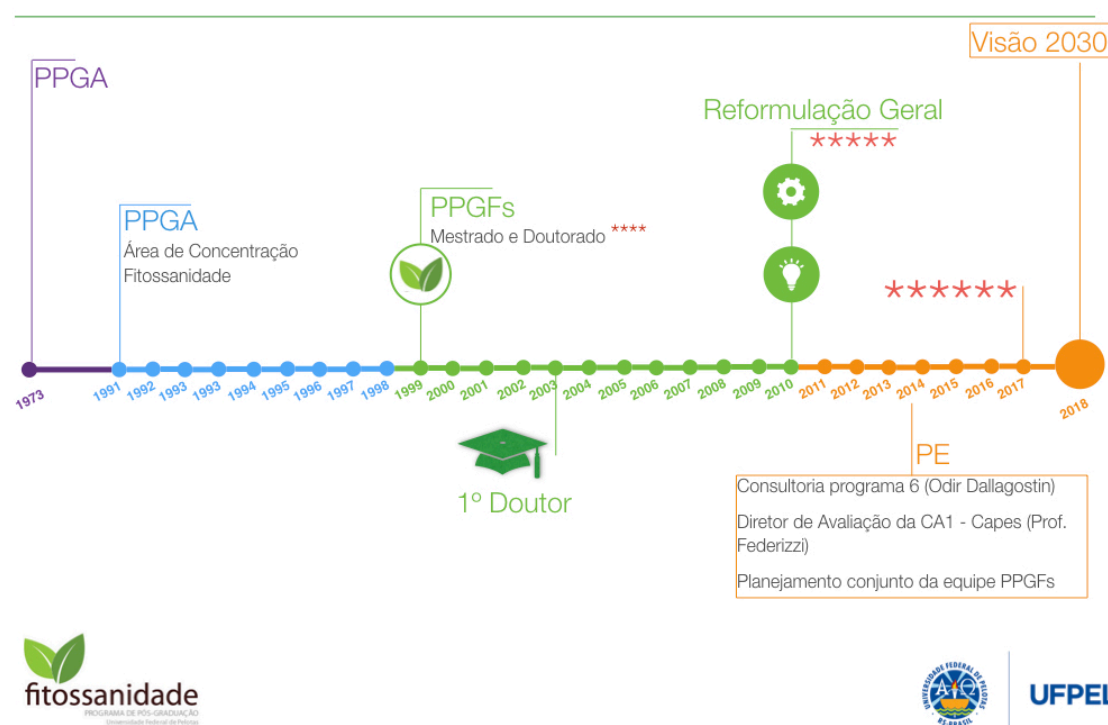 Visão 2030
PPGA
Reformulação Geral
*****
PPGA
Área de Concentração
Fitossanidade
PPGFs
Mestrado e Doutorado ****
******
1973
1991
1992
1993
1993
1994
1995
1996
1997
1998
1999
2000
2001
2002
2003
2004
2005
2006
2007
2008
2009
2010
2011
2012
2013
2014
2015
2016
2017
2018
1º Doutor
PE
Consultoria programa 6 (Odir Dallagostin)
Diretor de Avaliação da CA1 - Capes (Prof.
Federizzi)
Planejamento conjunto da equipe PPGFs
fitossanidade
PROGRAMA DE PÓS-GRADUAÇÃO
Universidade Federal de Pelotas
UNIVERSIDADE FEDERAL DE PELOTAS
RS-BRASIL
UFPEL